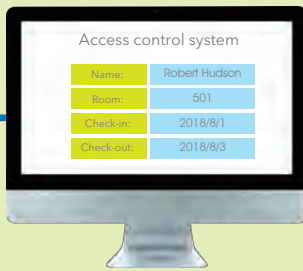 Access control system
Name: Robert Hudson
Room: 501
Check-in: 2018/8/1
Check-out: 2018/8/3